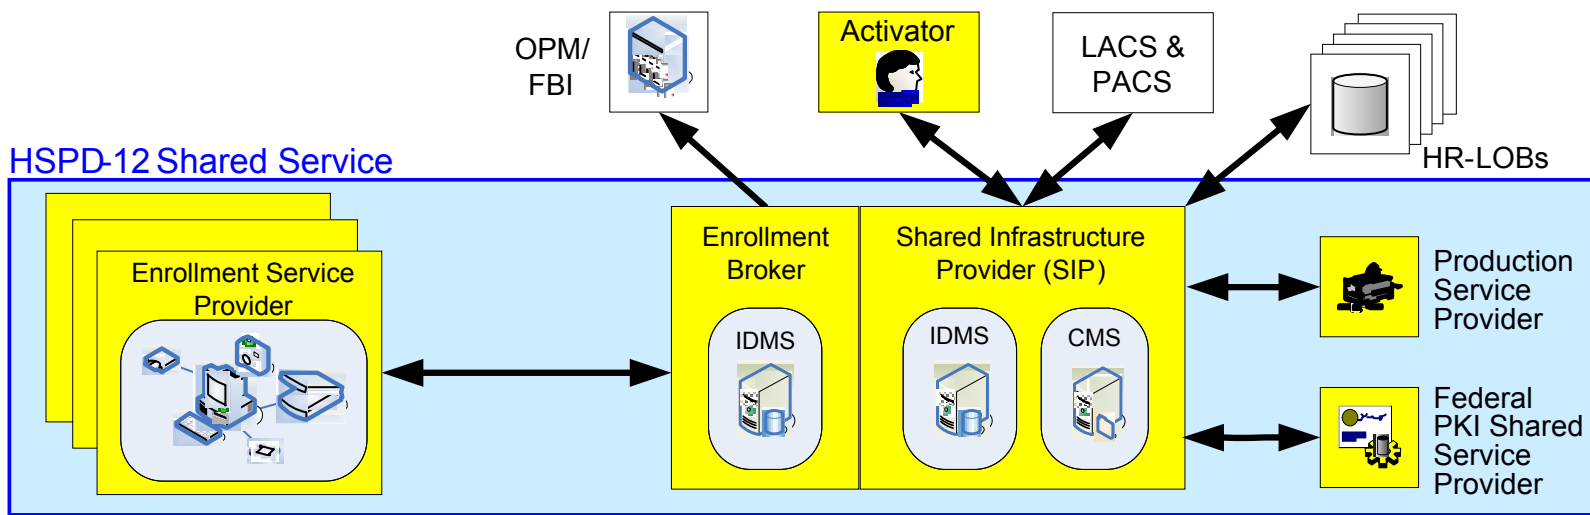 OPM/
FBI
Activator
LACS &
PACS
HR-LOBs
HSPD-12 Shared Service
Enrollment Service
Provider
Enrollment
Broker
IDMS
Shared Infrastructure
Provider (SIP)
IDMS
CMS
Production
Service
Provider
Federal
PKI Shared
Service
Provider